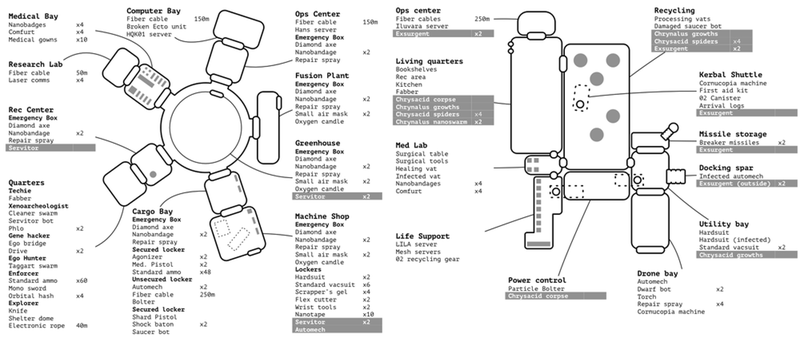 Medical Bay
Nanobadges x4
Comfurt x4
Medical gowns x10
Research Lab
Fiber cable 50m
Laser comms x4
Rec Center
Emergency Box
Diamond axe
Nanobandage x2
Repair spray
Servitor
Quarters
Techie
Fabber
Xenoarcheologist
Cleaner swarm
Servitor bot
Phlo x2
Gene hacker
Ego bridge
Drive x2
Ego Hunter
Taggart swarm
Enforcer
Standard ammo x60
Mono sword
Orbital hash x4
Explorer
Knife
Shelter dome
Electronic rope 40m
Computer Bay
Fiber cable 150m
Broken Ecto unit
HQK01 server
Cargo Bay
Emergency Box
Diamond axe
Nanobandage x2
Repair spray
Secured locker
Agonizer x2
Med. Pistol x2
Standard ammo x48
Unsecured locker
Automech x2
Fiber cable 250m
Bolter
Secured locker
Shard Pistol
Shock baton x2
Saucer bot
Ops Center
Fiber cable 150m
Hans server
Emergency Box
Diamond axe
Nanobandage x2
Repair spray
Fusion Plant
Emergency Box
Diamond axe
Nanobandage x2
Repair spray
Small air mask x2
Oxygen candle
Greenhouse
Emergency Box
Diamond axe
Nanobandage x2
Repair spray
Small air mask x2
Oxygen candle
Servitor x2
Machine Shop
Emergency Box
Diamond axe
Nanobandage x2
Repair spray
Small air mask x2
Oxygen candle
Lockers
Hardsuit x2
Standard vacsuit x6
Scrapper's gel x4
Flex cutter x2
Wrist tools x2
Nanotape x10
Servitor x2
Automech
Ops center
Fiber cables 250m
Iluvara server
Exsurgent x2
Living quarters
Bookshelves
Rec area
Kitchen
Fabber
Chrysacid corpse
Chrynalus growths
Chrysacid spiders x4
Chrynalus nanoswarm x2
Med Lab
Surgical table
Surgical tools
Healing vat
Infected vat
Nanobandages x4
Comfurt x4
Life Support
LILA server
Mesh servers
O2 recycling gear
Power control
Particle Bolter
Chrysacid corpse
Recycling
Processing vats
Damaged saucer bot
Chrynalus growths
Chrysacid spiders x4
Exsurgent x2
Kerbal Shuttle
Cornucopia machine
First aid kit
O2 Canister
Arrival logs
Exsurgent
Missile storage
Breaker missiles x2
Exsurgent
Docking spar
Infected automech
Exsurgent (outside) x2
Utility bay
Hardsuit
Hardsuit (infected)
Standard vacsuit x2
Chrysacid growths
Drone bay
Automech
Dwarf bot x2
Torch
Repair spray x4
Cornucopia machine